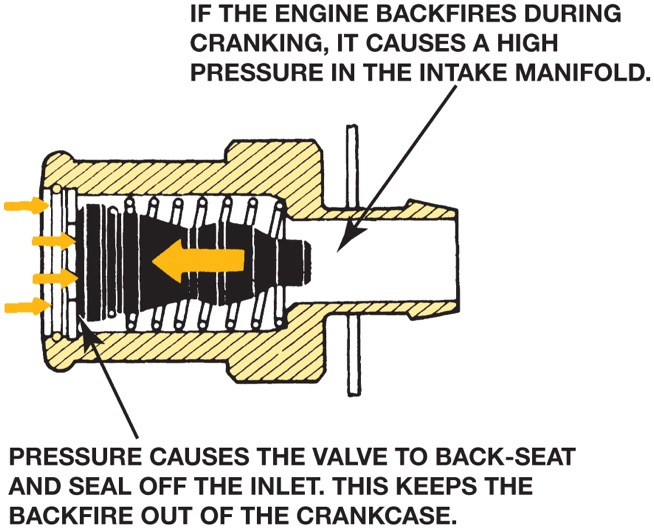 IF THE ENGINE BACKFIRES DURING
CRANKING, IT CAUSES A HIGH
PRESSURE IN THE INTAKE MANIFOLD.
PRESSURE CAUSES THE VALVE TO BACK-SEAT
AND SEAL OFF THE INLET. THIS KEEPS THE
BACKFIRE OUT OF THE CRANKCASE.